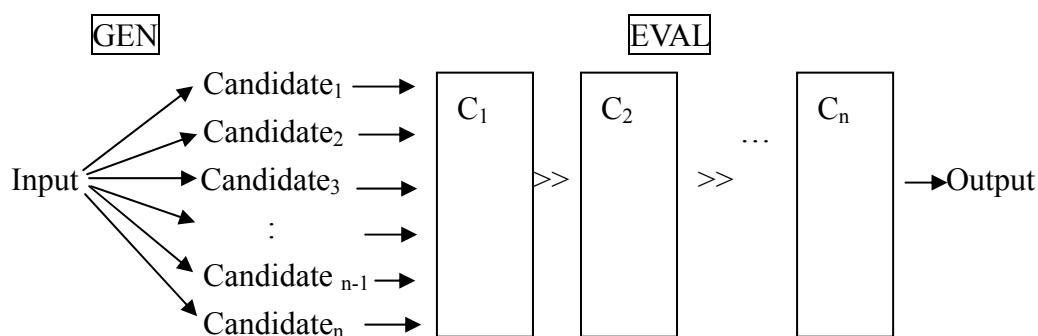 GEN EVAL
Candidate₁
Candidate₂
Candidate₃
⋮
Candidate ₙ₋₁
Candidateₙ
Input
C₁
>>
C₂
>>
…
Cₙ
Output